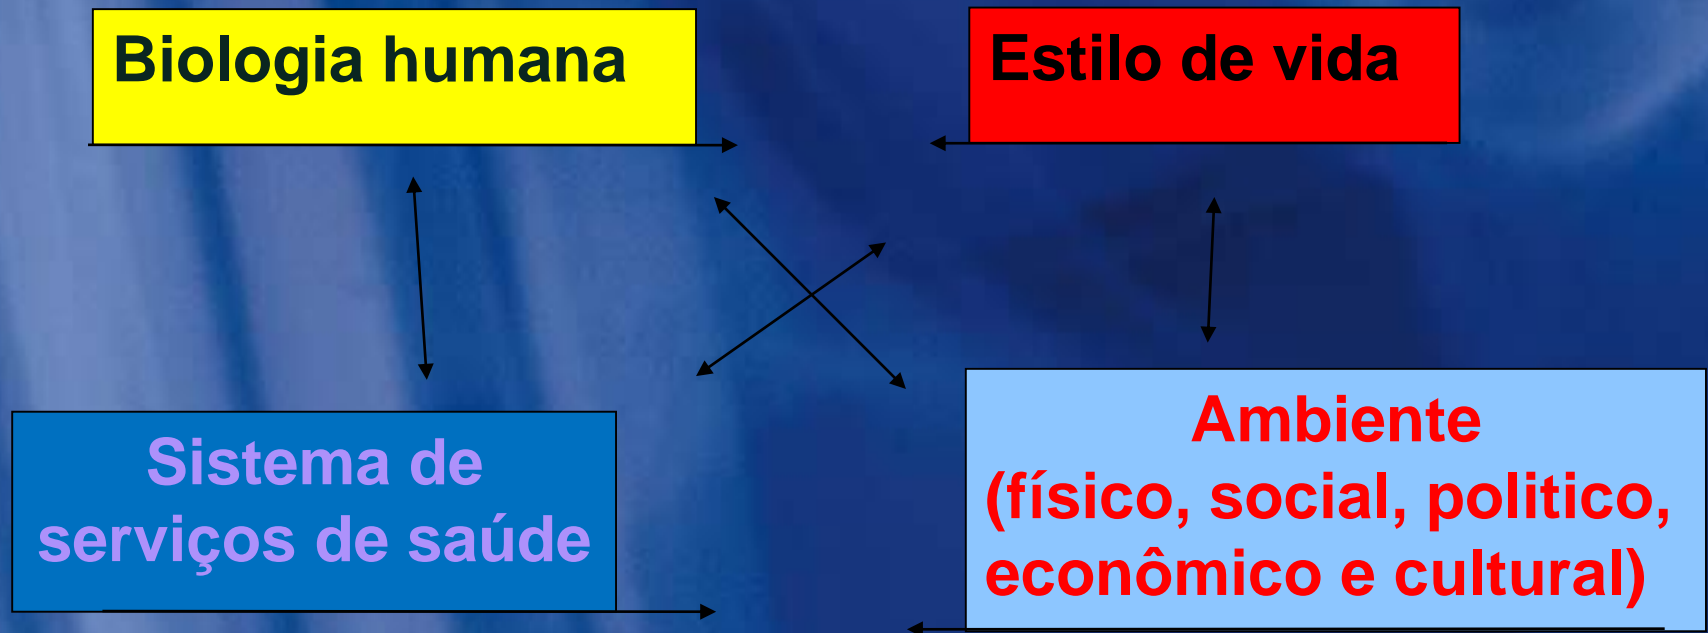 Biologia humana
Estilo de vida
Sistema de
serviços de saúde
Ambiente
(físico, social, politico,
econômico e cultural)